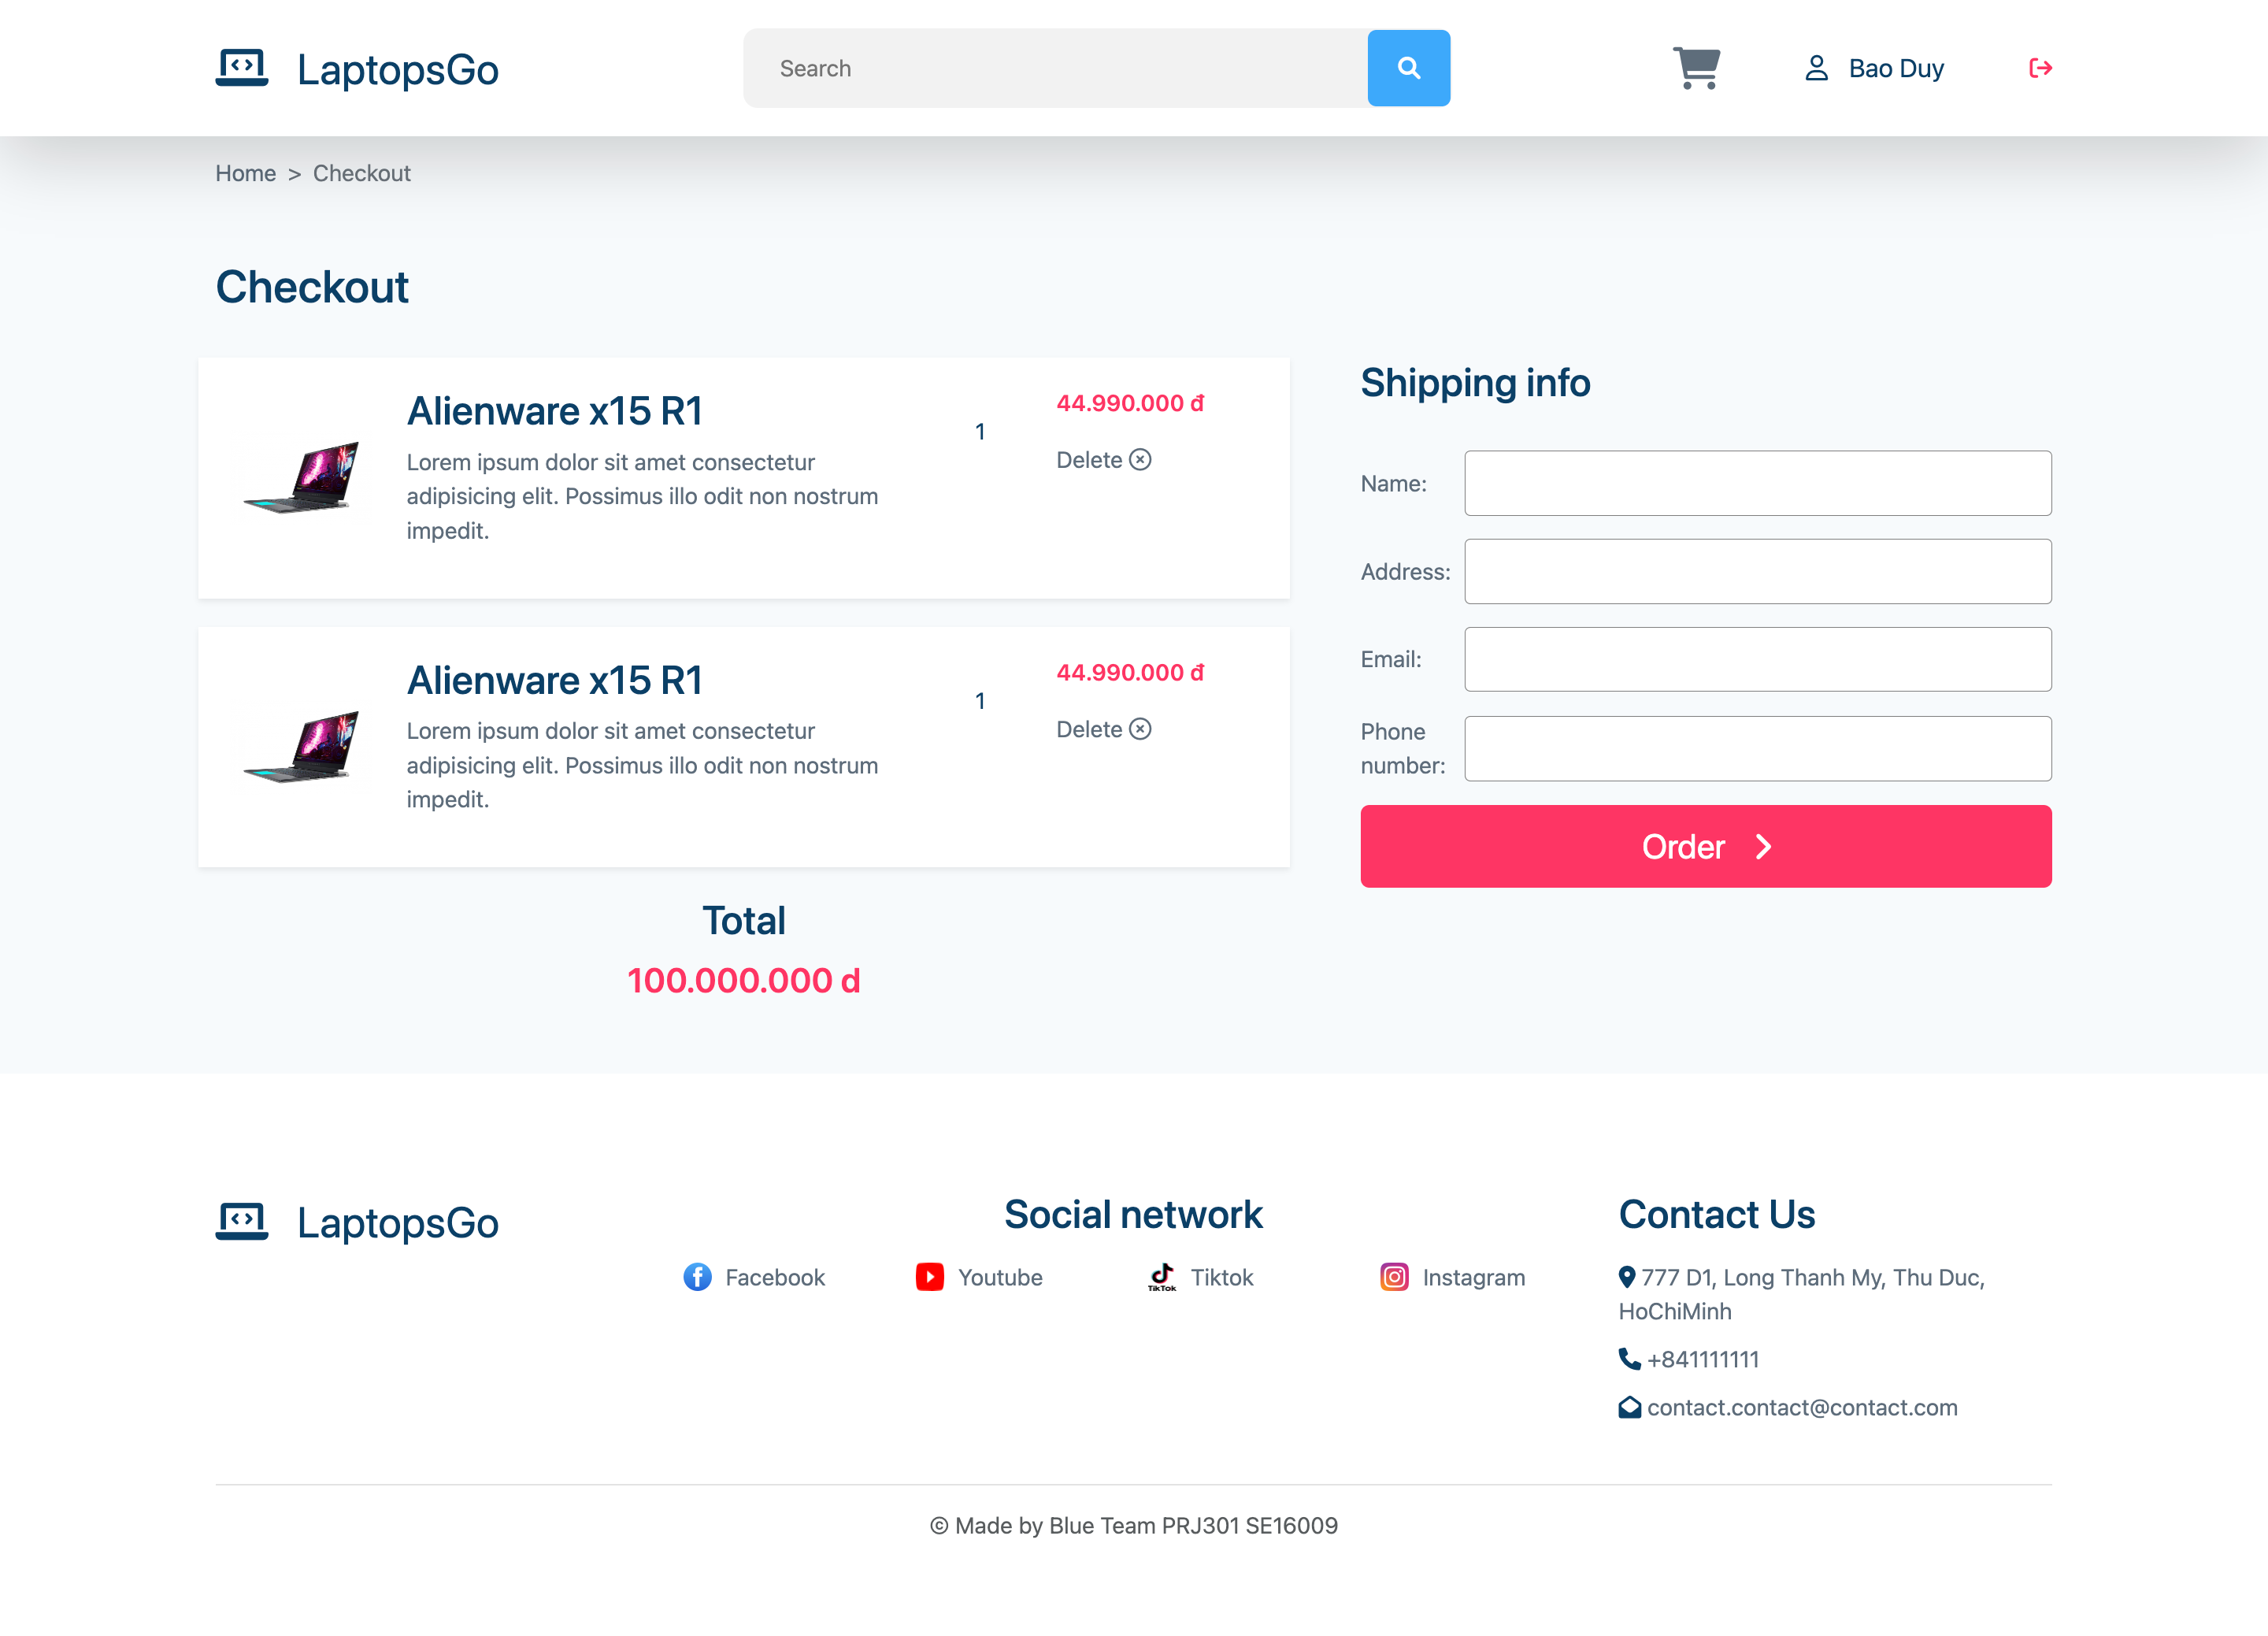 LaptopsGo
Search
Bao Duy
Home > Checkout
Checkout
Alienware x15 R1
Lorem ipsum dolor sit amet consectetur
adipisicing elit. Possimus illo odit non nostrum
impedit.
1
44.990.000 đ
Delete
Alienware x15 R1
Lorem ipsum dolor sit amet consectetur
adipisicing elit. Possimus illo odit non nostrum
impedit.
1
44.990.000 đ
Delete
Total
100.000.000 d
Shipping info
Name:
Address:
Email:
Phone
number:
Order
LaptopsGo
Social network
Facebook
Youtube
TikTok
Tiktok
Instagram
Contact Us
777 D1, Long Thanh My, Thu Duc,
HoChiMinh
+841111111
contact.contact@contact.com
© Made by Blue Team PRJ301 SE16009